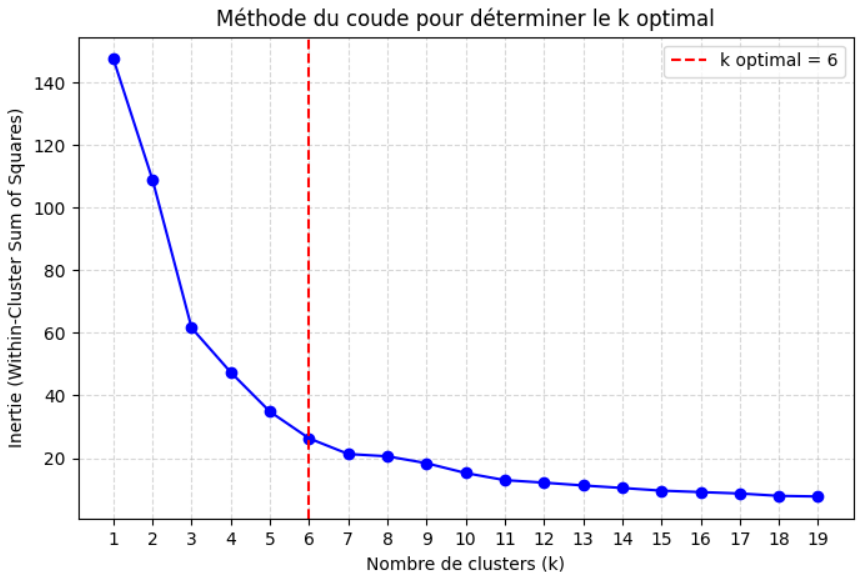 Méthode du coude pour déterminer le k optimal
k optimal = 6
Inertie (Within-Cluster Sum of Squares)
140
120
100
80
60
40
20
1 2 3 4 5 6 7 8 9 10 11 12 13 14 15 16 17 18 19
Nombre de clusters (k)